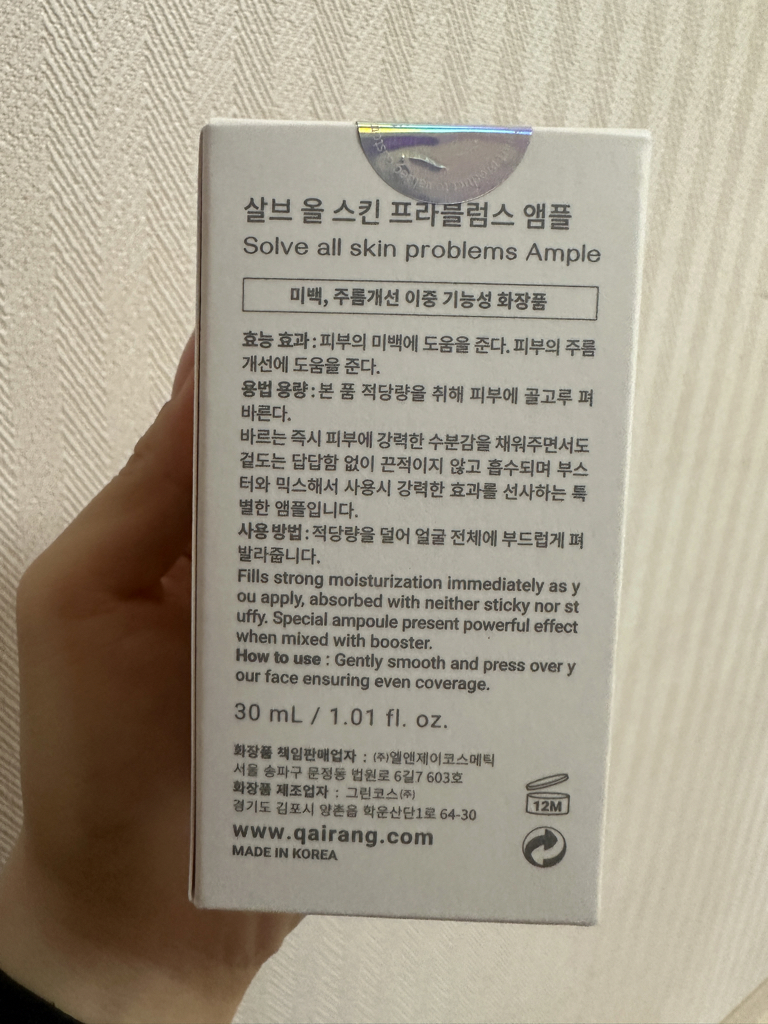 살브 올 스킨 프라블럼스 앰플
Solve all skin problems Ample
미백, 주름개선 이중 기능성 화장품
효능 효과 : 피부의 미백에 도움을 준다. 피부의 주름
개선에 도움을 준다.
용법 용량 : 본 품 적당량을 취해 피부에 골고루 펴
바른다.
바르는 즉시 피부에 강력한 수분감을 채워주면서도
겉도는 답답함 없이 끈적이지 않고 흡수되며 부스
터와 믹스해서 사용시 강력한 효과를 선사하는 특
별한 앰플입니다.
사용 방법 : 적당량을 덜어 얼굴 전체에 부드럽게 펴
발라줍니다.
Fills strong moisturization immediately as y
ou apply, absorbed with neither sticky nor st
uffy. Special ampoule present powerful effect
when mixed with booster.
How to use : Gently smooth and press over y
our face ensuring even coverage.
30 mL / 1.01 fl. oz.
화장품 책임판매업자 : (주)엘앤제이코스메틱
서울 송파구 문정동 법원로 6길7 603호
화장품 제조업자 : 그린코스(주)
경기도 김포시 양촌읍 학운산단1로 64-30
12M
www.qairang.com
MADE IN KOREA